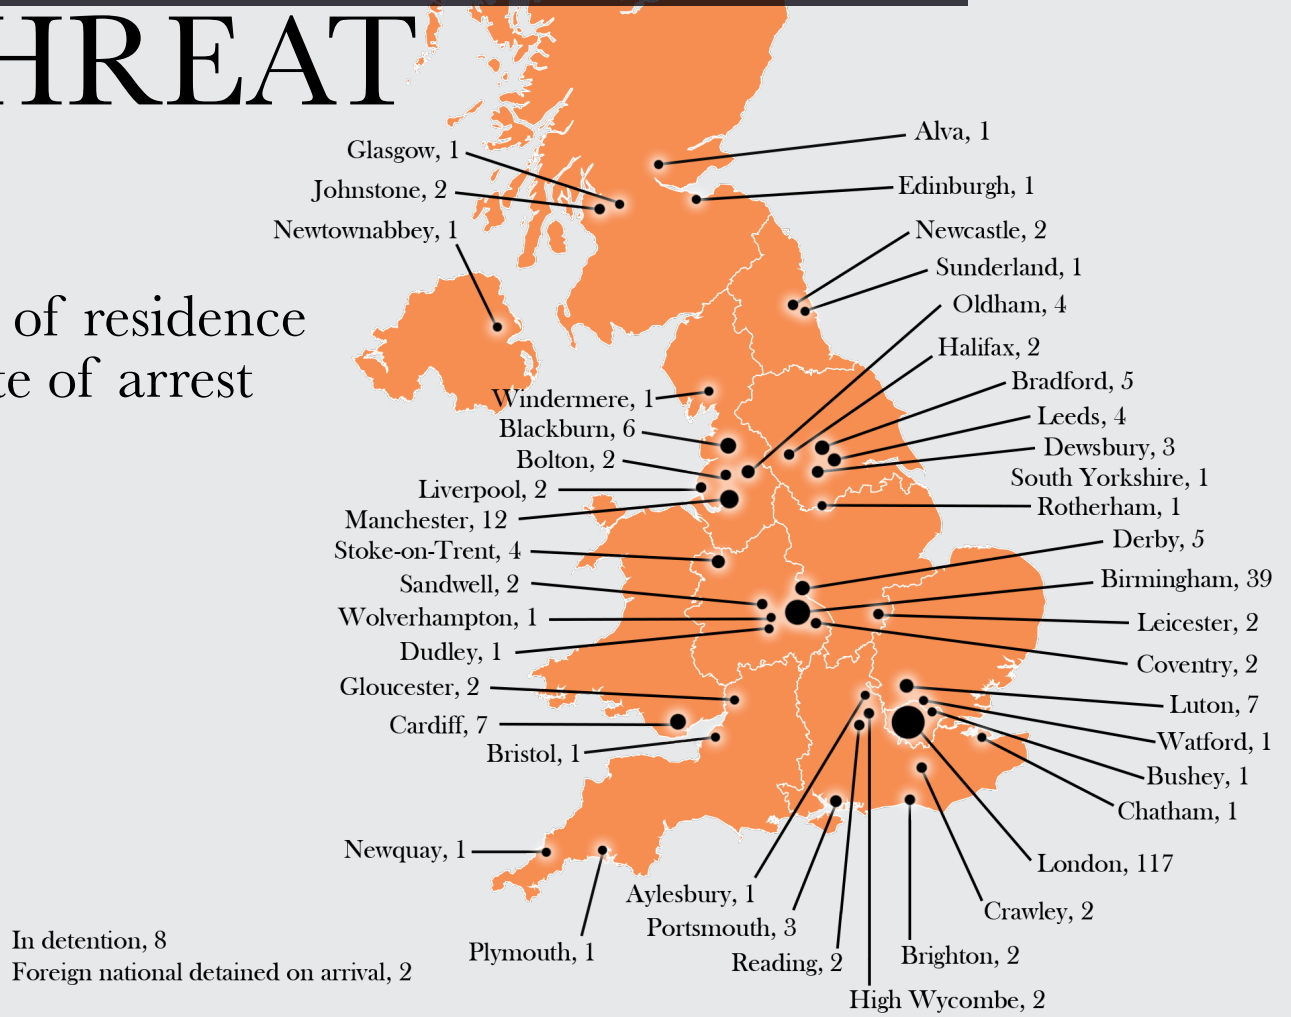 HREAT
of residence
te of arrest
Glasgow, 1
Johnstone, 2
Newtownabbey, 1
Alva, 1
Edinburgh, 1
Newcastle, 2
Sunderland, 1
Oldham, 4
Halifax, 2
Bradford, 5
Leeds, 4
Dewsbury, 3
South Yorkshire, 1
Rotherham, 1
Derby, 5
Birmingham, 39
Leicester, 2
Coventry, 2
Luton, 7
Watford, 1
Bushey, 1
Chatham, 1
London, 117
Crawley, 2
Brighton, 2
High Wycombe, 2
Reading, 2
Portsmouth, 3
Aylesbury, 1
Windermere, 1
Blackburn, 6
Bolton, 2
Liverpool, 2
Manchester, 12
Stoke-on-Trent, 4
Sandwell, 2
Wolverhampton, 1
Dudley, 1
Gloucester, 2
Cardiff, 7
Bristol, 1
Newquay, 1
Plymouth, 1
In detention, 8
Foreign national detained on arrival, 2